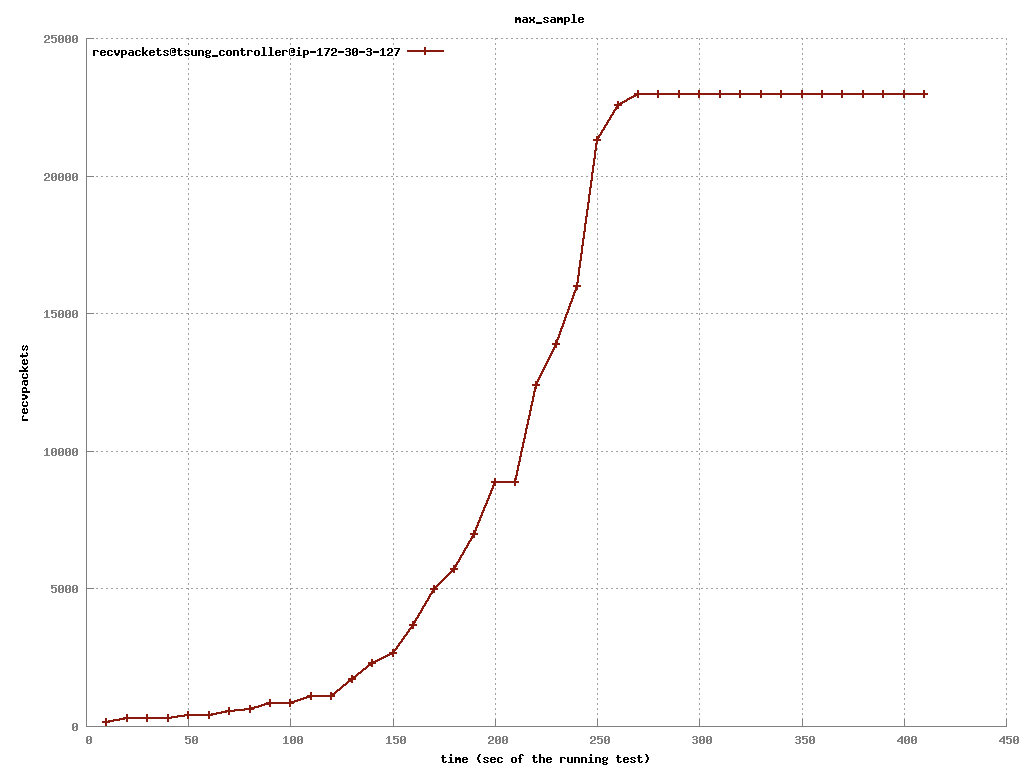 max_sample
25000
recvpackets@tsung_controller@ip-172-30-3-127
20000
15000
recvpackets
10000
5000
0
0 50 100 150 200 250 300 350 400 450
time (sec of the running test)